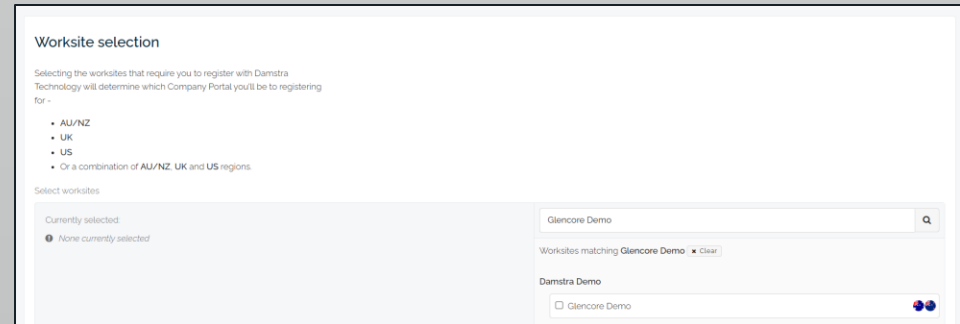 Worksite selection
Selecting the worksites that require you to register with Damstra
Technology will determine which Company Portal you'll be to registering
for -
• AU/NZ
• UK
• US
• Or a combination of AU/NZ, UK and US regions.
Select worksites
Currently selected:
None currently selected
Glencore Demo
Worksites matching Glencore Demo × Clear
Damstra Demo
Glencore Demo